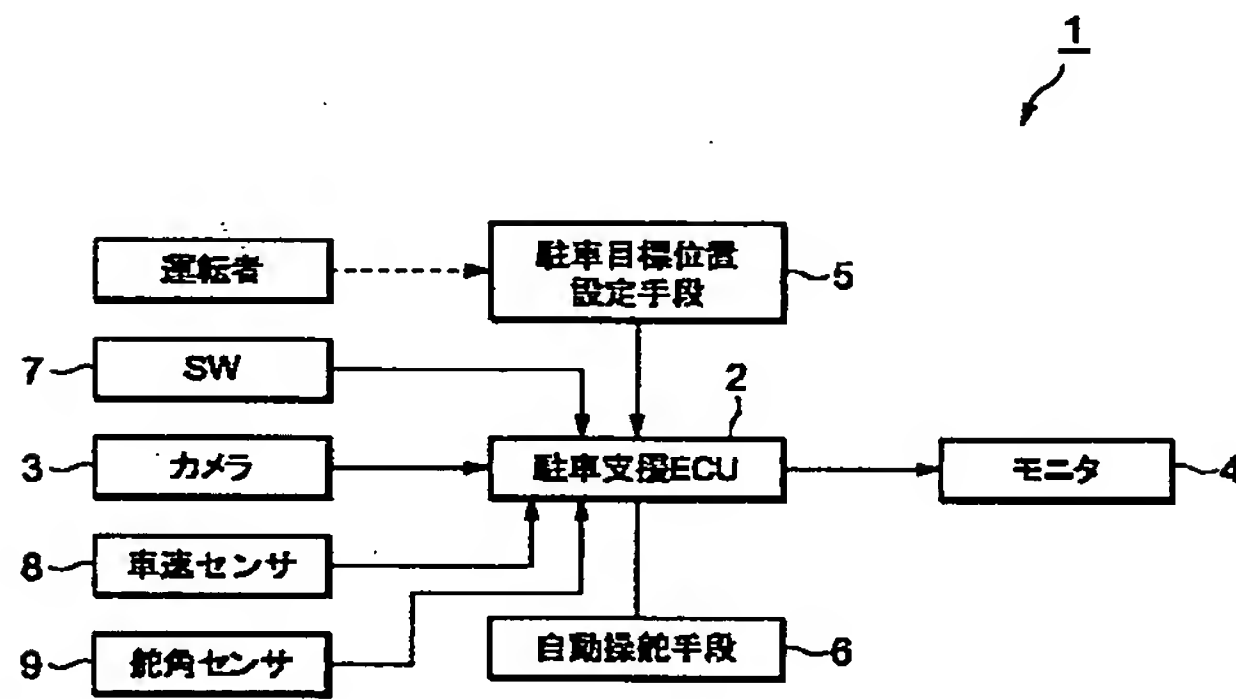 1
運転者
駐車目標位置
設定手段
5
7
SW
2
3
カメラ
駐車支援ECU
モニタ
4
8
車速センサ
9
舵角センサ
自動操舵手段
6